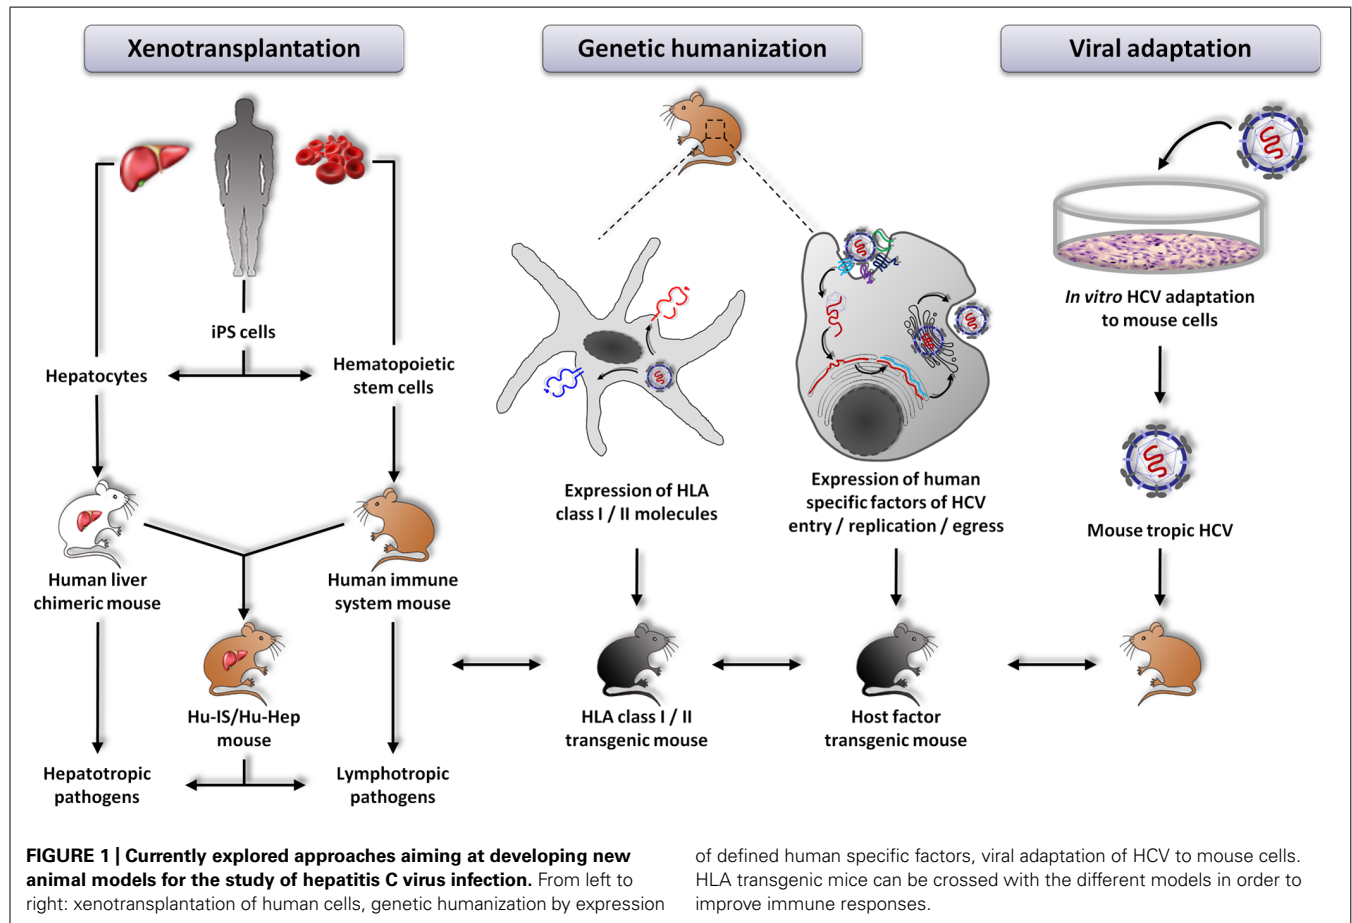 Xenotransplantation
iPS cells
Hepatocytes
Hematopoietic
stem cells
Human liver
chimeric mouse
Human immune
system mouse
Hu-IS/Hu-Hep
mouse
Hepatotropic
pathogens
Lymphotropic
pathogens
Genetic humanization
Expression of HLA
class I / II molecules
Expression of human
specific factors of HCV
entry / replication / egress
HLA class I / II
transgenic mouse
Host factor
transgenic mouse
Viral adaptation
In vitro HCV adaptation
to mouse cells
Mouse tropic HCV
FIGURE 1 | Currently explored approaches aiming at developing new
animal models for the study of hepatitis C virus infection. From left to
right: xenotransplantation of human cells, genetic humanization by expression
of defined human specific factors, viral adaptation of HCV to mouse cells.
HLA transgenic mice can be crossed with the different models in order to
improve immune responses.